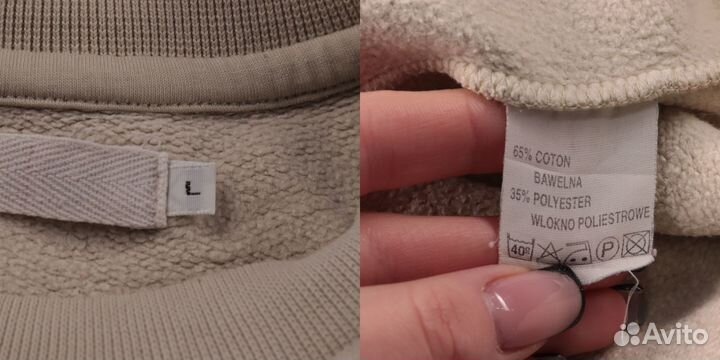 L
65% COTON
BAWELNA
35% POLYESTER
WLOKNO POLIESTROWE
40° P
Avito